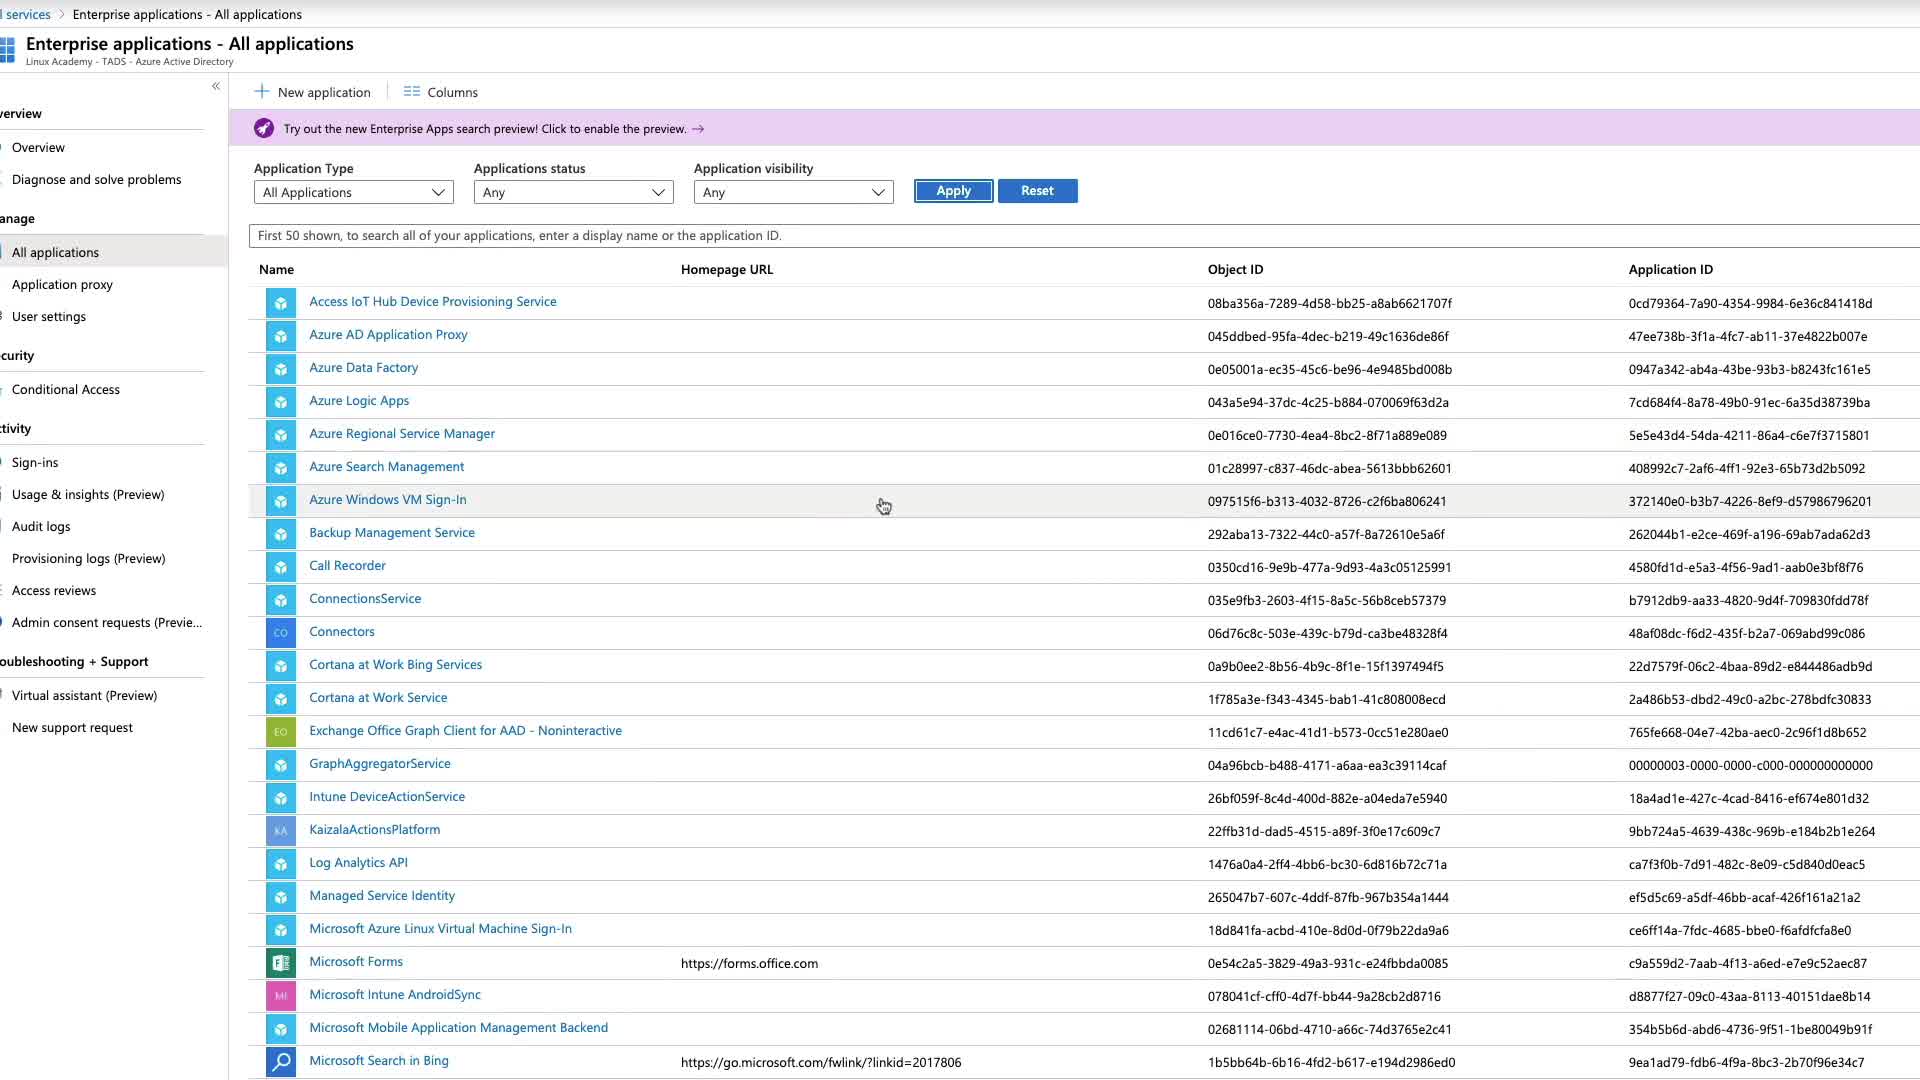 l services > Enterprise applications - All applications
Enterprise applications - All applications
Linux Academy - TADS - Azure Active Directory
«
verview
Overview
Diagnose and solve problems
anage
All applications
Application proxy
User settings
curity
Conditional Access
ctivity
Sign-ins
Usage & insights (Preview)
Audit logs
Provisioning logs (Preview)
Access reviews
Admin consent requests (Previe...
oubleshooting + Support
Virtual assistant (Preview)
New support request
+ New application
Columns
Try out the new Enterprise Apps search preview! Click to enable the preview. →
Application Type Applications status Application visibility
All Applications Any Any Apply Reset
First 50 shown, to search all of your applications, enter a display name or the application ID.
Name Homepage URL Object ID Application ID
Access IoT Hub Device Provisioning Service 08ba356a-7289-4d58-bb25-a8ab6621707f 0cd79364-7a90-4354-9984-6e36c841418d
Azure AD Application Proxy 045ddbed-95fa-4dec-b219-49c1636de86f 47ee738b-3f1a-4fc7-ab11-37e4822b007e
Azure Data Factory 0e05001a-ec35-45c6-be96-4e9485bd008b 0947a342-ab4a-43be-93b3-b8243fc161e5
Azure Logic Apps 043a5e94-37dc-4c25-b884-070069f63d2a 7cd684f4-8a78-49b0-91ec-6a35d38739ba
Azure Regional Service Manager 0e016ce0-7730-4ea4-8bc2-8f71a889e089 5e5e43d4-54da-4211-86a4-c6e7f3715801
Azure Search Management 01c28997-c837-46dc-abea-5613bbb62601 408992c7-2af6-4ff1-92e3-65b73d2b5092
Azure Windows VM Sign-In 097515f6-b313-4032-8726-c2f6ba806241 372140e0-b3b7-4226-8ef9-d57986796201
Backup Management Service 292aba13-7322-44c0-a57f-8a72610e5a6f 262044b1-e2ce-469f-a196-69ab7ada62d3
Call Recorder 0350cd16-9e9b-477a-9d93-4a3c05125991 4580fd1d-e5a3-4f56-9ad1-aab0e3bf8f76
ConnectionsService 035e9fb3-2603-4f15-8a5c-56b8ceb57379 b7912db9-aa33-4820-9d4f-709830fdd78f
CO Connectors 06d76c8c-503e-439c-b79d-ca3be48328f4 48af08dc-f6d2-435f-b2a7-069abd99c086
Cortana at Work Bing Services 0a9b0ee2-8b56-4b9c-8f1e-15f1397494f5 22d7579f-06c2-4baa-89d2-e844486adb9d
Cortana at Work Service 1f785a3e-f343-4345-bab1-41c808008ecd 2a486b53-dbd2-49c0-a2bc-278bdfc30833
EO Exchange Office Graph Client for AAD - Noninteractive 11cd61c7-e4ac-41d1-b573-0cc51e280ae0 765fe668-04e7-42ba-aec0-2c96f1d8b652
GraphAggregatorService 04a96bcb-b488-4171-a6aa-ea3c39114caf 00000003-0000-0000-c000-000000000000
Intune DeviceActionService 26bf059f-8c4d-400d-882e-a04eda7e5940 18a4ad1e-427c-4cad-8416-ef674e801d32
KA KaizalaActionsPlatform 22ffb31d-dad5-4515-a89f-3f0e17c609c7 9bb724a5-4639-438c-969b-e184b2b1e264
Log Analytics API 1476a0a4-2ff4-4bb6-bc30-6d816b72c71a ca7f3f0b-7d91-482c-8e09-c5d840d0eac5
Managed Service Identity 265047b7-607c-4ddf-87fb-967b354a1444 ef5d5c69-a5df-46bb-acaf-426f161a21a2
Microsoft Azure Linux Virtual Machine Sign-In 18d841fa-acbd-410e-8d0d-0f79b22da9a6 ce6ff14a-7fdc-4685-bbe0-f6afdfcfa8e0
Microsoft Forms https://forms.office.com 0e54c2a5-3829-49a3-931c-e24fbbda0085 c9a559d2-7aab-4f13-a6ed-e7e9c52aec87
MI Microsoft Intune AndroidSync 078041cf-cff0-4d7f-bb44-9a28cb2d8716 d8877f27-09c0-43aa-8113-40151dae8b14
Microsoft Mobile Application Management Backend 02681114-06bd-4710-a66c-74d3765e2c41 354b5b6d-abd6-4736-9f51-1be80049b91f
Microsoft Search in Bing https://go.microsoft.com/fwlink/?linkid=2017806 1b5bb64b-6b16-4fd2-b617-e194d2986ed0 9ea1ad79-fdb6-4f9a-8bc3-2b70f96e34c7